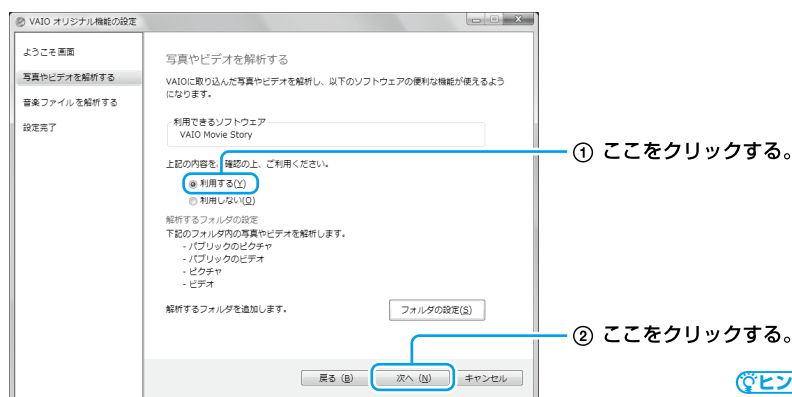 VAIO オリジナル機能の設定
ようこそ画面
写真やビデオを解析する
音楽ファイルを解析する
設定完了
写真やビデオを解析する
VAIOに取り込んだ写真やビデオを解析し、以下のソフトウェアの便利な機能が使えるよう
になります。
利用できるソフトウェア
VAIO Movie Story
上記の内容をご確認の上、ご利用ください。
利用する(Y)
利用しない(O)
解析するフォルダの設定
下記のフォルダ内の写真やビデオを解析します。
- パブリックのピクチャ
- パブリックのビデオ
- ピクチャ
- ビデオ
解析するフォルダを追加します。
フォルダの設定(S)
戻る (B)
次へ (N)
キャンセル
① ここをクリックする。
② ここをクリックする。
ヒン